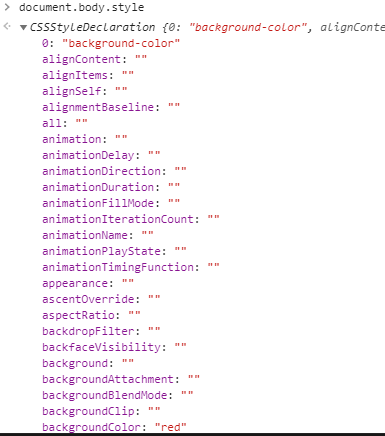 > document.body.style
<· ▼CSSStyleDeclaration {0: "background-color", alignConte
0: "background-color"
alignContent: ""
alignItems: ""
alignSelf: ""
alignmentBaseline: ""
all: ""
animation: ""
animationDelay: ""
animationDirection: ""
animationDuration: ""
animationFillMode: ""
animationIterationCount: ""
animationName: ""
animationPlayState: ""
animationTimingFunction: ""
appearance: ""
ascentOverride: ""
aspectRatio: ""
backdropFilter: ""
backfaceVisibility: ""
background: ""
backgroundAttachment: ""
backgroundBlendMode: ""
backgroundClip: ""
backgroundColor: "red"